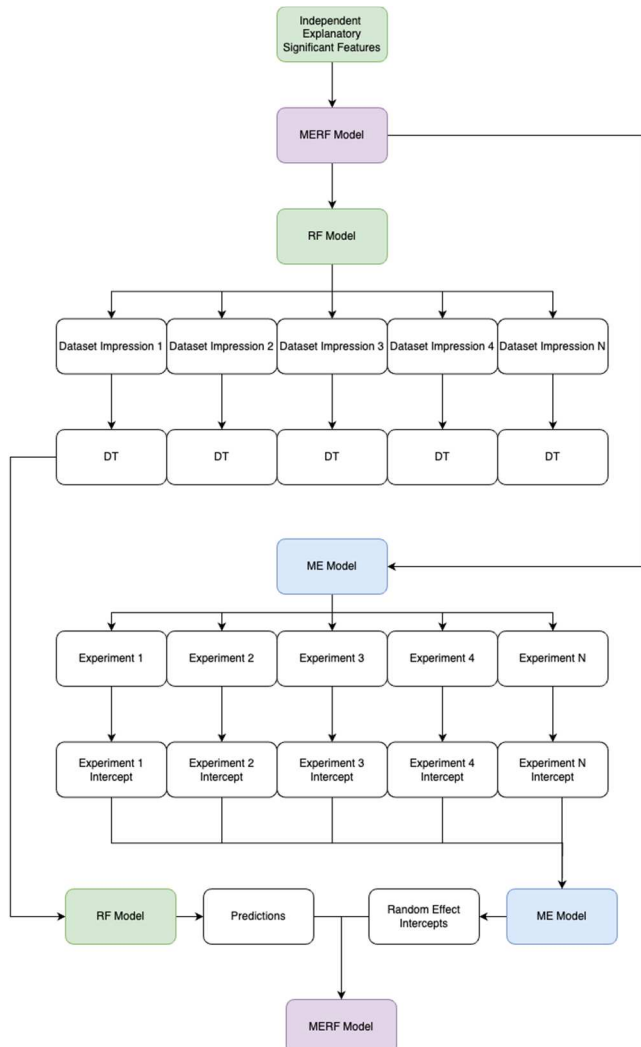 Independent
Explanatory
Significant Features
MERF Model
RF Model
Dataset Impression 1
Dataset Impression 2
Dataset Impression 3
Dataset Impression 4
Dataset Impression N
DT
DT
DT
DT
DT
ME Model
Experiment 1
Experiment 2
Experiment 3
Experiment 4
Experiment N
Experiment 1
Intercept
Experiment 2
Intercept
Experiment 3
Intercept
Experiment 4
Intercept
Experiment N
Intercept
RF Model
Predictions
Random Effect
Intercepts
ME Model
MERF Model